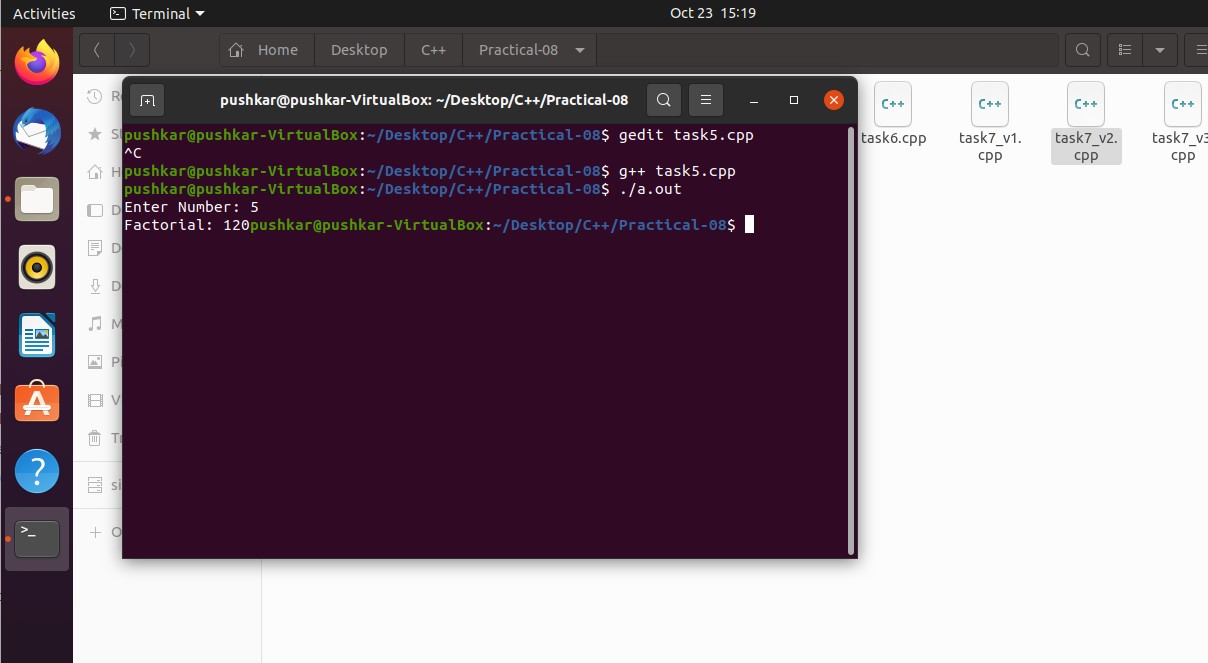 Activities Terminal Oct 23 15:19
Home Desktop C++ Practical-08
pushkar@pushkar-VirtualBox: ~/Desktop/C++/Practical-08
pushkar@pushkar-VirtualBox:~/Desktop/C++/Practical-08$ gedit task5.cpp
^C
pushkar@pushkar-VirtualBox:~/Desktop/C++/Practical-08$ g++ task5.cpp
pushkar@pushkar-VirtualBox:~/Desktop/C++/Practical-08$ ./a.out
Enter Number: 5
Factorial: 120pushkar@pushkar-VirtualBox:~/Desktop/C++/Practical-08$
C++ C++ C++ C++
task6.cpp task7_v1. task7_v2. task7_v3
cpp cpp cpp